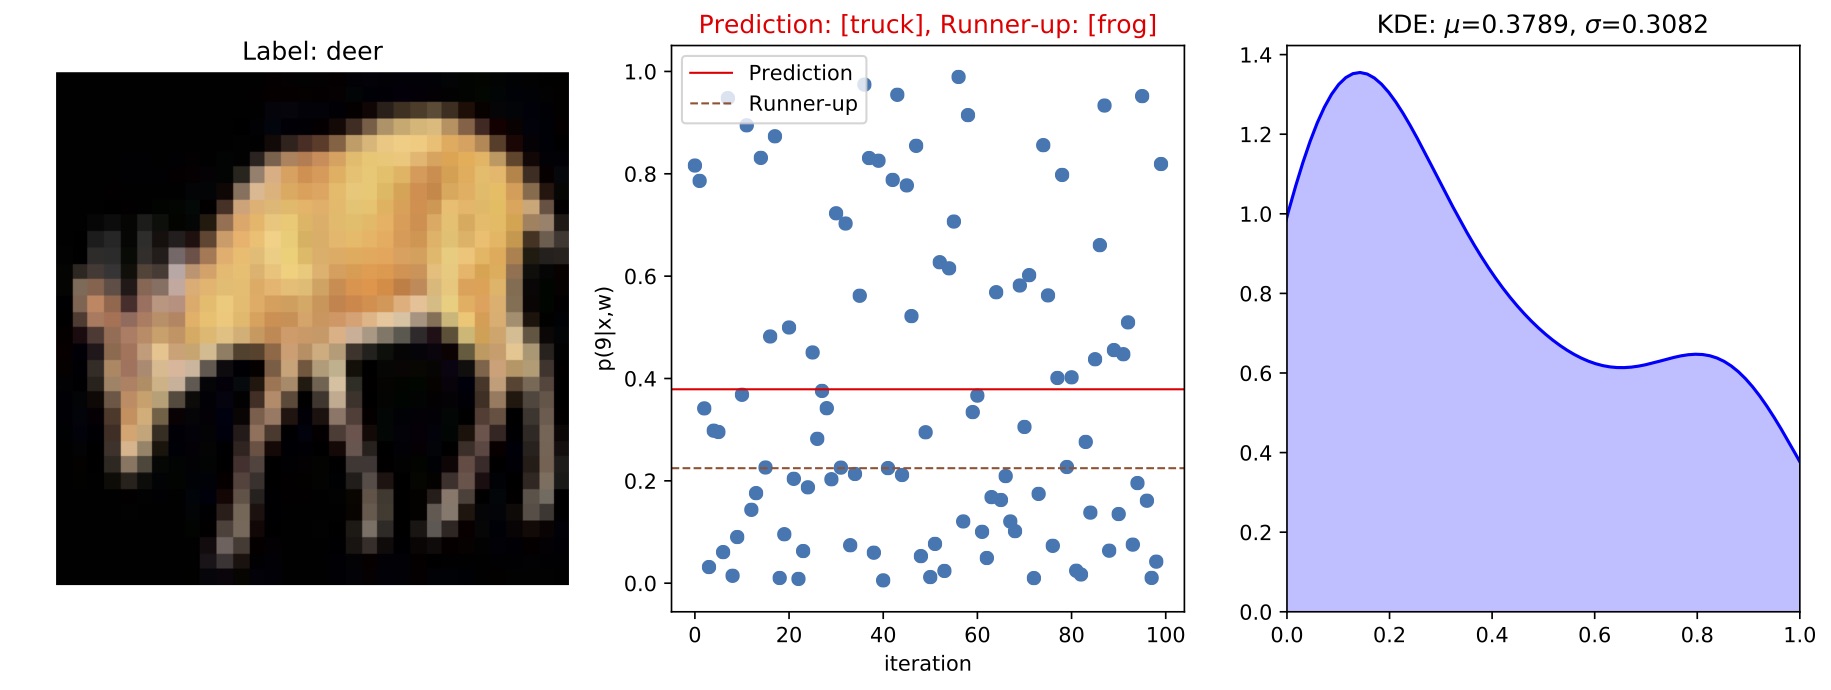 Label: deer
Prediction: [truck], Runner-up: [frog]
Prediction
Runner-up
1.0
0.8
0.6
0.4
0.2
0.0
p(9|x,w)
0 20 40 60 80 100
iteration
KDE: μ=0.3789, σ=0.3082
1.4
1.2
1.0
0.8
0.6
0.4
0.2
0.0
0.0 0.2 0.4 0.6 0.8 1.0